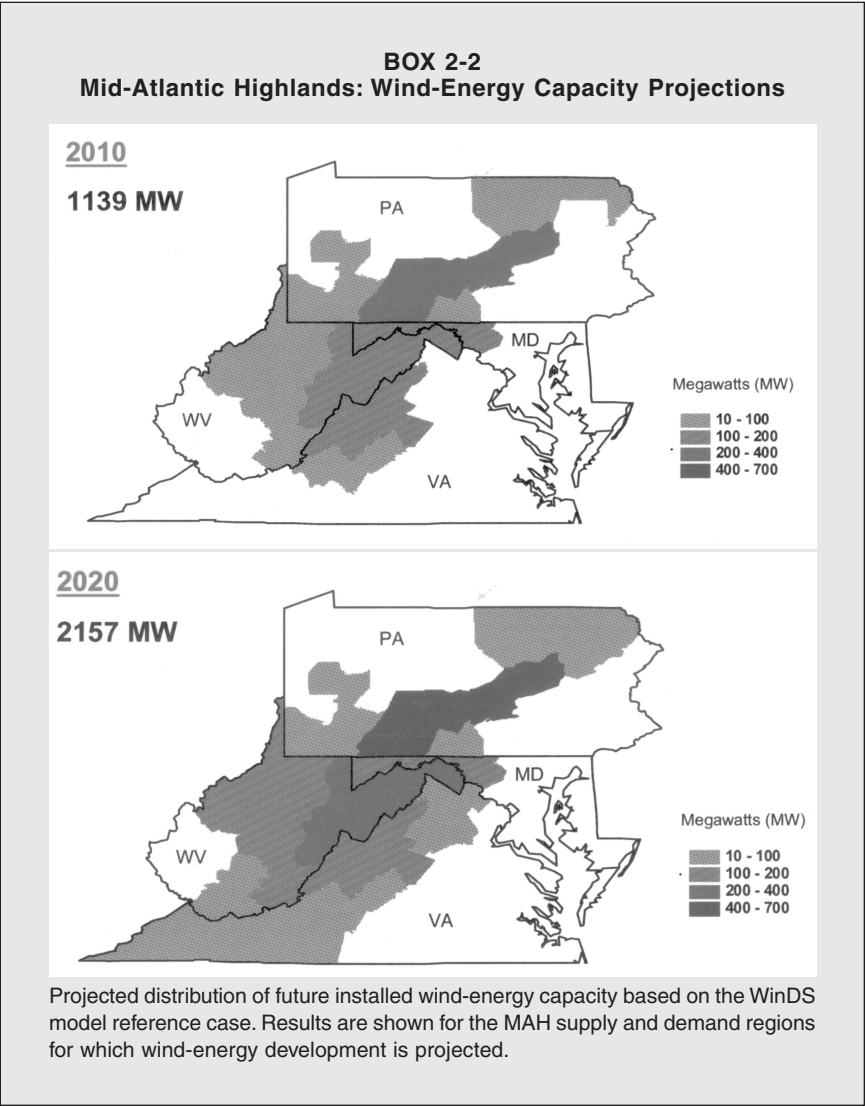 BOX 2-2
Mid-Atlantic Highlands: Wind-Energy Capacity Projections
2010
1139 MW
PA
MD
WV
VA
Megawatts (MW)
10 - 100
100 - 200
200 - 400
400 - 700
2020
2157 MW
PA
MD
WV
VA
Megawatts (MW)
10 - 100
100 - 200
200 - 400
400 - 700
Projected distribution of future installed wind-energy capacity based on the WinDS
model reference case. Results are shown for the MAH supply and demand regions
for which wind-energy development is projected.